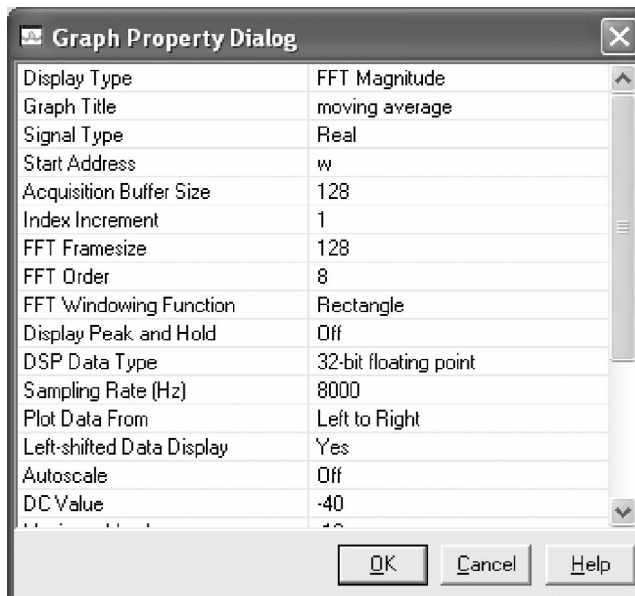 Graph Property Dialog
Display Type FFT Magnitude
Graph Title moving average
Signal Type Real
Start Address w
Acquisition Buffer Size 128
Index Increment 1
FFT Framesize 128
FFT Order 8
FFT Windowing Function Rectangle
Display Peak and Hold Off
DSP Data Type 32-bit floating point
Sampling Rate (Hz) 8000
Plot Data From Left to Right
Left-shifted Data Display Yes
Autoscale Off
DC Value -40
OK Cancel Help